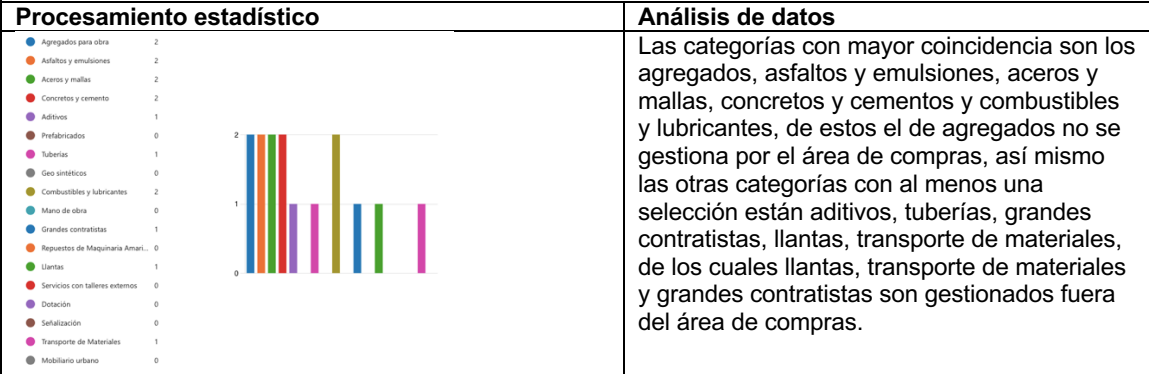 Procesamiento estadístico
Análisis de datos
Agregados para obra 2
Asfaltos y emulsiones 2
Aceros y mallas 2
Concretos y cemento 2
Aditivos 1
Prefabricados 0
Tuberías 1
Geo sintéticos 0
Combustibles y lubricantes 2
Mano de obra 0
Grandes contratistas 1
Repuestos de Maquinaria Amari... 0
Llantas 1
Servicios con talleres externos 0
Dotación 0
Señalización 0
Transporte de Materiales 1
Mobiliario urbano 0
2
1
0
Las categorías con mayor coincidencia son los
agregados, asfaltos y emulsiones, aceros y
mallas, concretos y cementos y combustibles
y lubricantes, de estos el de agregados no se
gestiona por el área de compras, así mismo
las otras categorías con al menos una
selección están aditivos, tuberías, grandes
contratistas, llantas, transporte de materiales,
de los cuales llantas, transporte de materiales
y grandes contratistas son gestionados fuera
del área de compras.